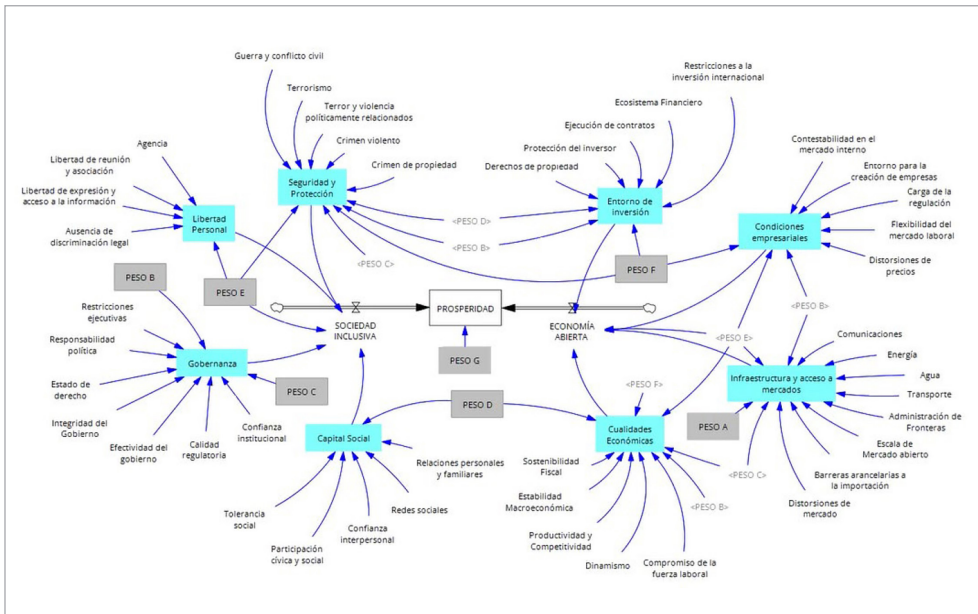 Guerra y conflicto civil
Terrorismo
Terror y violencia
políticamente relacionados
Crimen violento
Crimen de propiedad
Agencia
Libertad de reunión
y asociación
Libertad de expresión y
acceso a la información
Ausencia de
discriminación legal
Seguridad y
Protección
Libertad
Personal
Restricciones a la
inversión internacional
Ecosistema Financiero
Ejecución de contratos
Protección del inversor
Derechos de propiedad
Entorno de
inversión
Contestabilidad en el
mercado interno
Entorno para la
creación de empresas
Carga de la
regulación
Flexibilidad del
mercado laboral
Distorsiones de
precios
Condiciones
empresariales
<PESO D>
<PESO B>
<PESO C>
PESO B
PESO E
PESO F
<PESO B>
PROSPERIDAD
SOCIEDAD
INCLUSIVA
ECONOMÍA
ABIERTA
PESO G
<PESO E>
Restricciones
ejecutivas
Responsabilidad
política
Estado de
derecho
Integridad del
Gobierno
Efectividad del
gobierno
Calidad
regulatoria
Confianza
institucional
Gobernanza
PESO C
PESO D
<PESO F>
Capital Social
Tolerancia
social
Participación
cívica y social
Confianza
interpersonal
Redes sociales
Relaciones personales
y familiares
Cualidades
Económicas
Sostenibilidad
Fiscal
Estabilidad
Macroeconómica
Productividad y
Competitividad
Dinamismo
Compromiso de la
fuerza laboral
<PESO B>
<PESO C>
PESO A
Infraestructura y acceso a
mercados
Comunicaciones
Energía
Agua
Transporte
Administración de
Fronteras
Escala de
Mercado abierto
Barreras arancelarias a
la importación
Distorsiones de
mercado